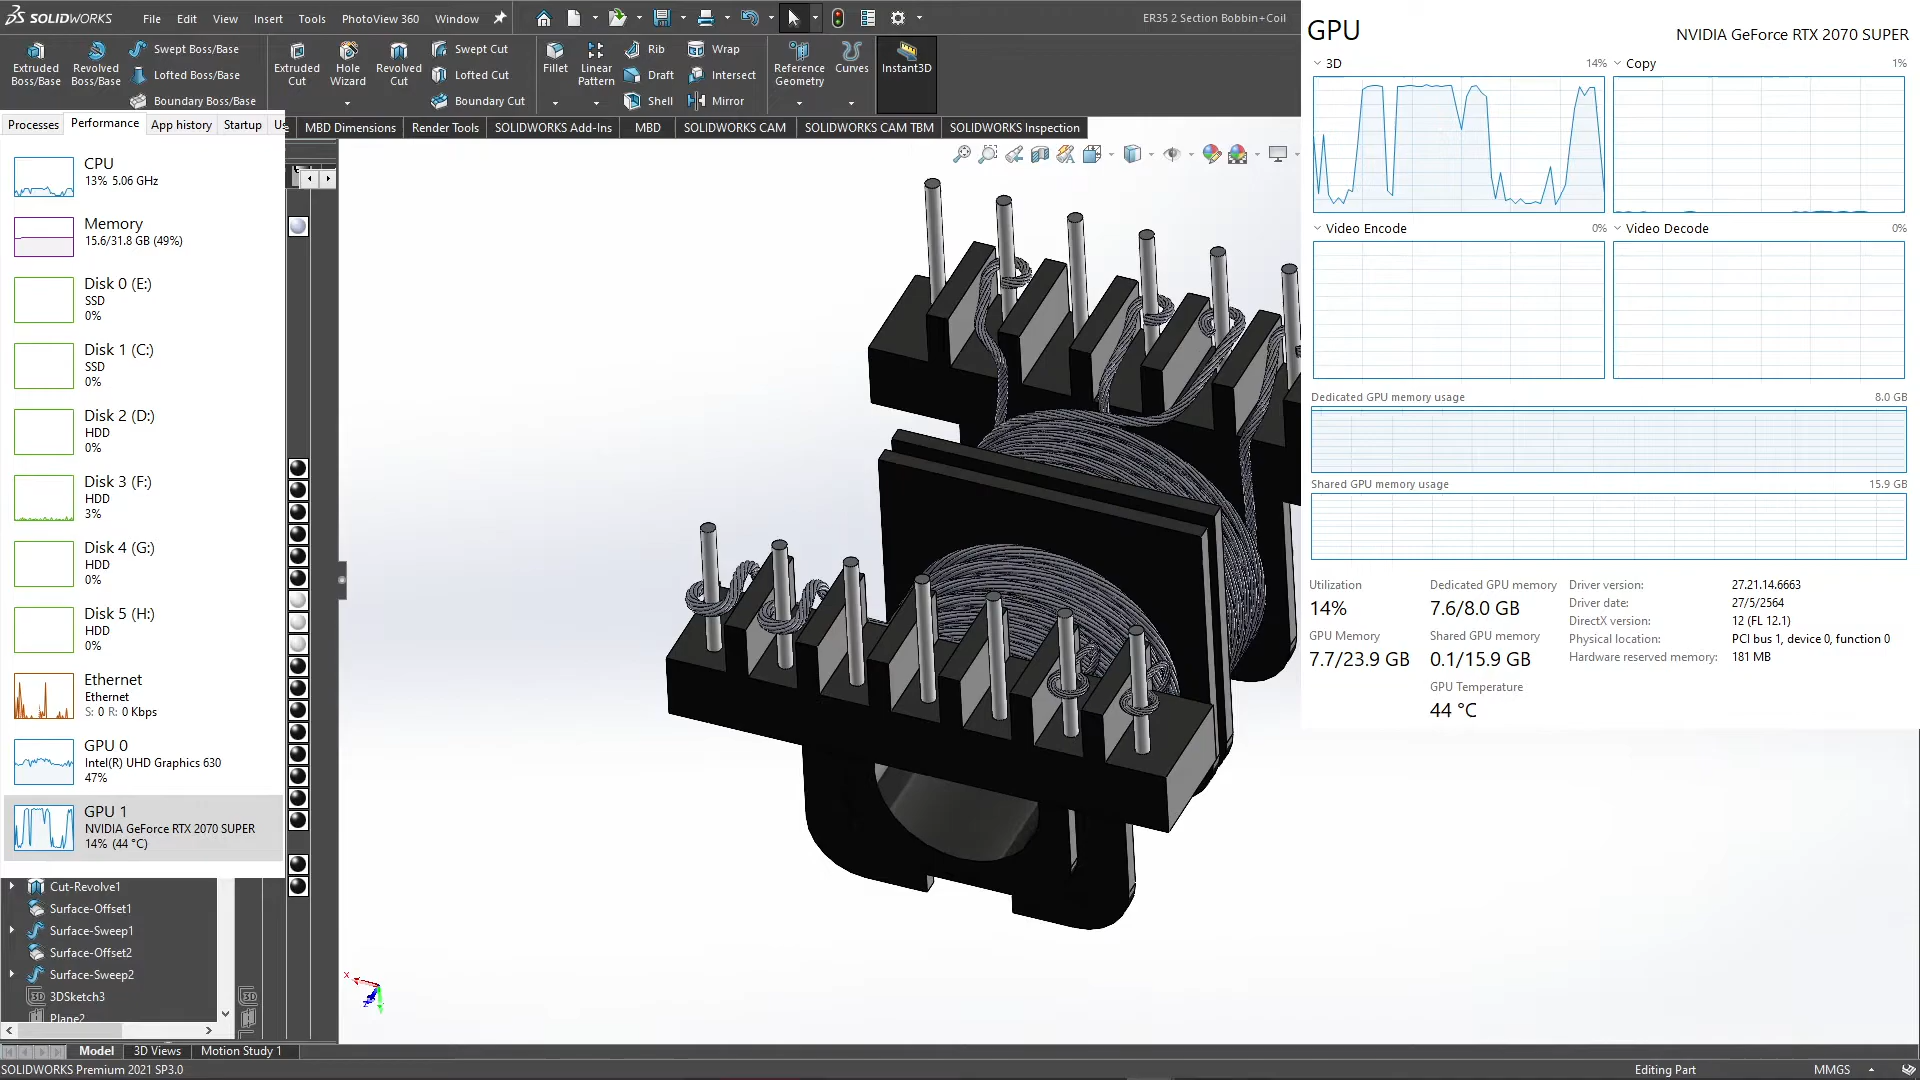 SOLIDWORKS
File Edit View Insert Tools PhotoView 360 Window
ER35 2 Section Bobbin+Coil
Extruded Boss/Base
Revolved Boss/Base
Swept Boss/Base
Lofted Boss/Base
Boundary Boss/Base
Extruded Cut
Hole Wizard
Revolved Cut
Swept Cut
Lofted Cut
Boundary Cut
Fillet
Linear Pattern
Rib
Draft
Shell
Wrap
Intersect
Mirror
Reference Geometry
Curves
Instant3D
MBD Dimensions Render Tools SOLIDWORKS Add-Ins MBD SOLIDWORKS CAM SOLIDWORKS CAM TBM SOLIDWORKS Inspection
Processes Performance App history Startup Us
CPU
13% 5.06 GHz
Memory
15.6/31.8 GB (49%)
Disk 0 (E:)
SSD
0%
Disk 1 (C:)
SSD
0%
Disk 2 (D:)
HDD
0%
Disk 3 (F:)
HDD
3%
Disk 4 (G:)
HDD
0%
Disk 5 (H:)
HDD
0%
Ethernet
Ethernet
S: 0 R: 0 Kbps
GPU 0
Intel(R) UHD Graphics 630
47%
GPU 1
NVIDIA GeForce RTX 2070 SUPER
14% (44 °C)
Cut-Revolve1
Surface-Offset1
Surface-Sweep1
Surface-Offset2
Surface-Sweep2
3DSketch3
Plane2
3D
x
z
GPU
NVIDIA GeForce RTX 2070 SUPER
3D 14%
Copy 1%
Video Encode 0%
Video Decode 0%
Dedicated GPU memory usage 8.0 GB
Shared GPU memory usage 15.9 GB
Utilization
14%
GPU Memory
7.7/23.9 GB
Dedicated GPU memory
7.6/8.0 GB
Shared GPU memory
0.1/15.9 GB
GPU Temperature
44 °C
Driver version: 27.21.14.6663
Driver date: 27/5/2564
DirectX version: 12 (FL 12.1)
Physical location: PCI bus 1, device 0, function 0
Hardware reserved memory: 181 MB
Model 3D Views Motion Study 1
SOLIDWORKS Premium 2021 SP3.0
Editing Part
MMGS